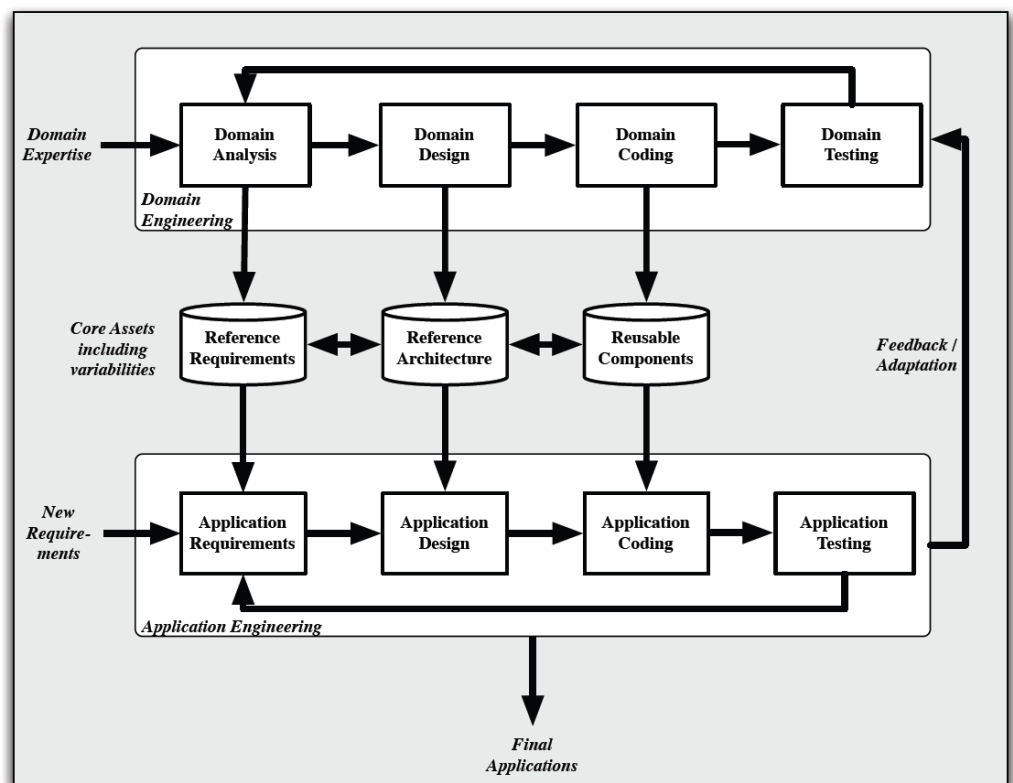 Domain
Expertise
Domain
Analysis
Domain
Design
Domain
Coding
Domain
Testing
Domain
Engineering
Core Assets
including
variabilities
Reference
Requirements
Reference
Architecture
Reusable
Components
Feedback /
Adaptation
New
Require-
ments
Application
Requirements
Application
Design
Application
Coding
Application
Testing
Application Engineering
Final
Applications